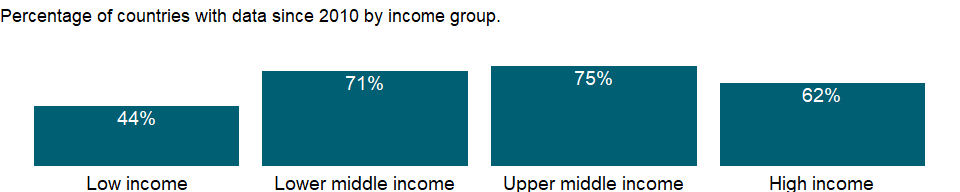 Percentage of countries with data since 2010 by income group.
44%
71%
75%
62%
Low income
Lower middle income
Upper middle income
High income